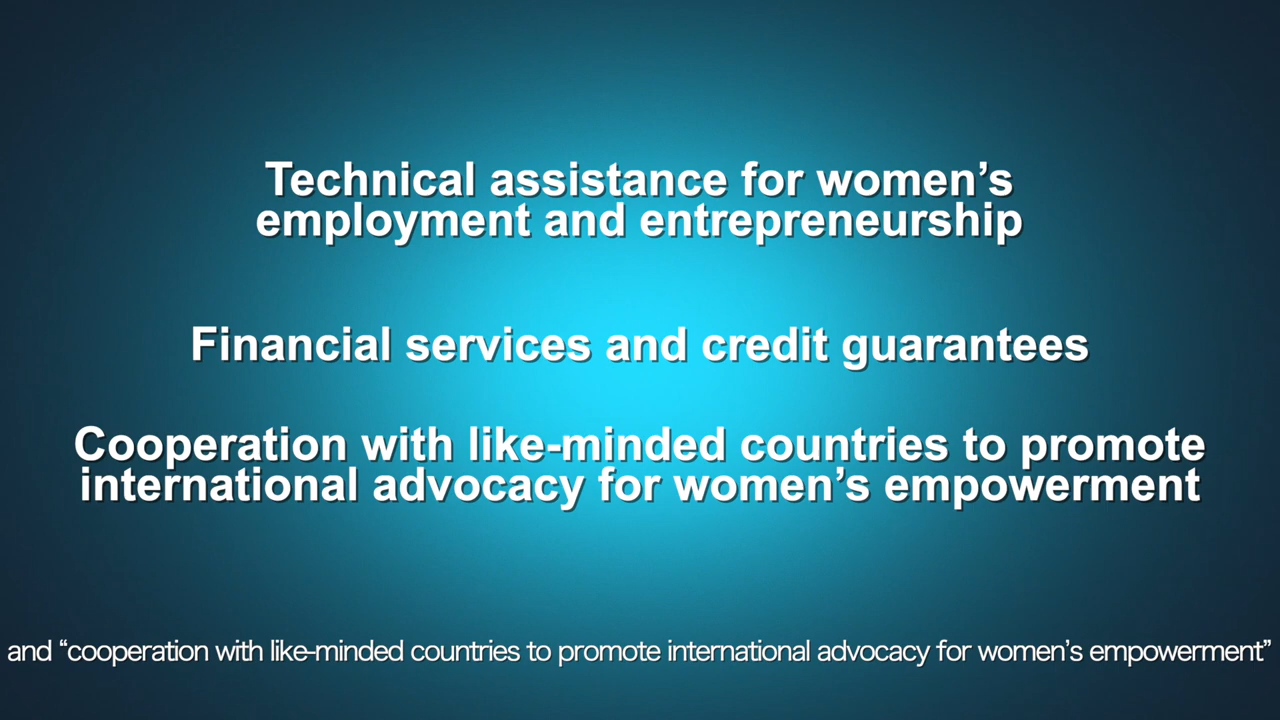 Technical assistance for women’s
employment and entrepreneurship
Financial services and credit guarantees
Cooperation with like-minded countries to promote
international advocacy for women’s empowerment
and “cooperation with like-minded countries to promote international advocacy for women’s empowerment”